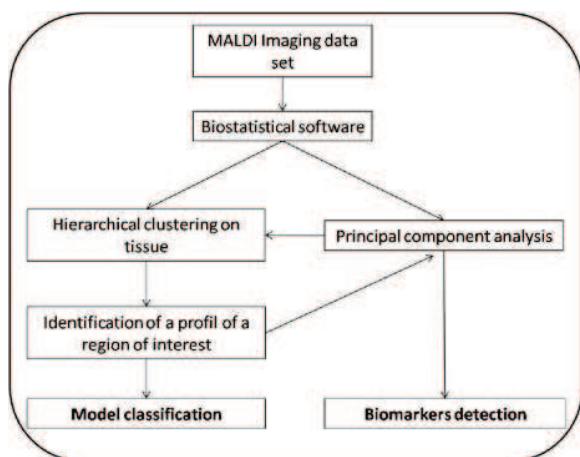 MALDI Imaging data
set
Biostatistical software
Hierarchical clustering on
tissue
Principal component analysis
Identification of a profil of a
region of interest
Model classification
Biomarkers detection